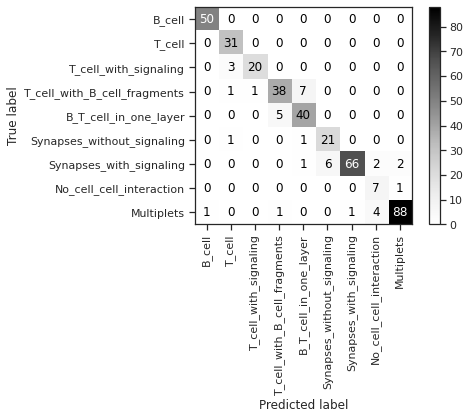 B_cell 50 0 0 0 0 0 0 0 0
T_cell 0 31 0 0 0 0 0 0 0
T_cell_with_signaling 0 3 20 0 0 0 0 0 0
T_cell_with_B_cell_fragments 0 1 1 38 7 0 0 0 0
B_T_cell_in_one_layer 0 0 0 5 40 0 0 0 0
Synapses_without_signaling 0 1 0 0 1 21 0 0 0
Synapses_with_signaling 0 0 0 0 1 6 66 2 2
No_cell_cell_interaction 0 0 0 0 0 0 0 7 1
Multiplets 1 0 0 1 0 0 1 4 88
True label
B_cell
T_cell
T_cell_with_signaling
T_cell_with_B_cell_fragments
B_T_cell_in_one_layer
Synapses_without_signaling
Synapses_with_signaling
No_cell_cell_interaction
Multiplets
Predicted label
80
70
60
50
40
30
20
10
0